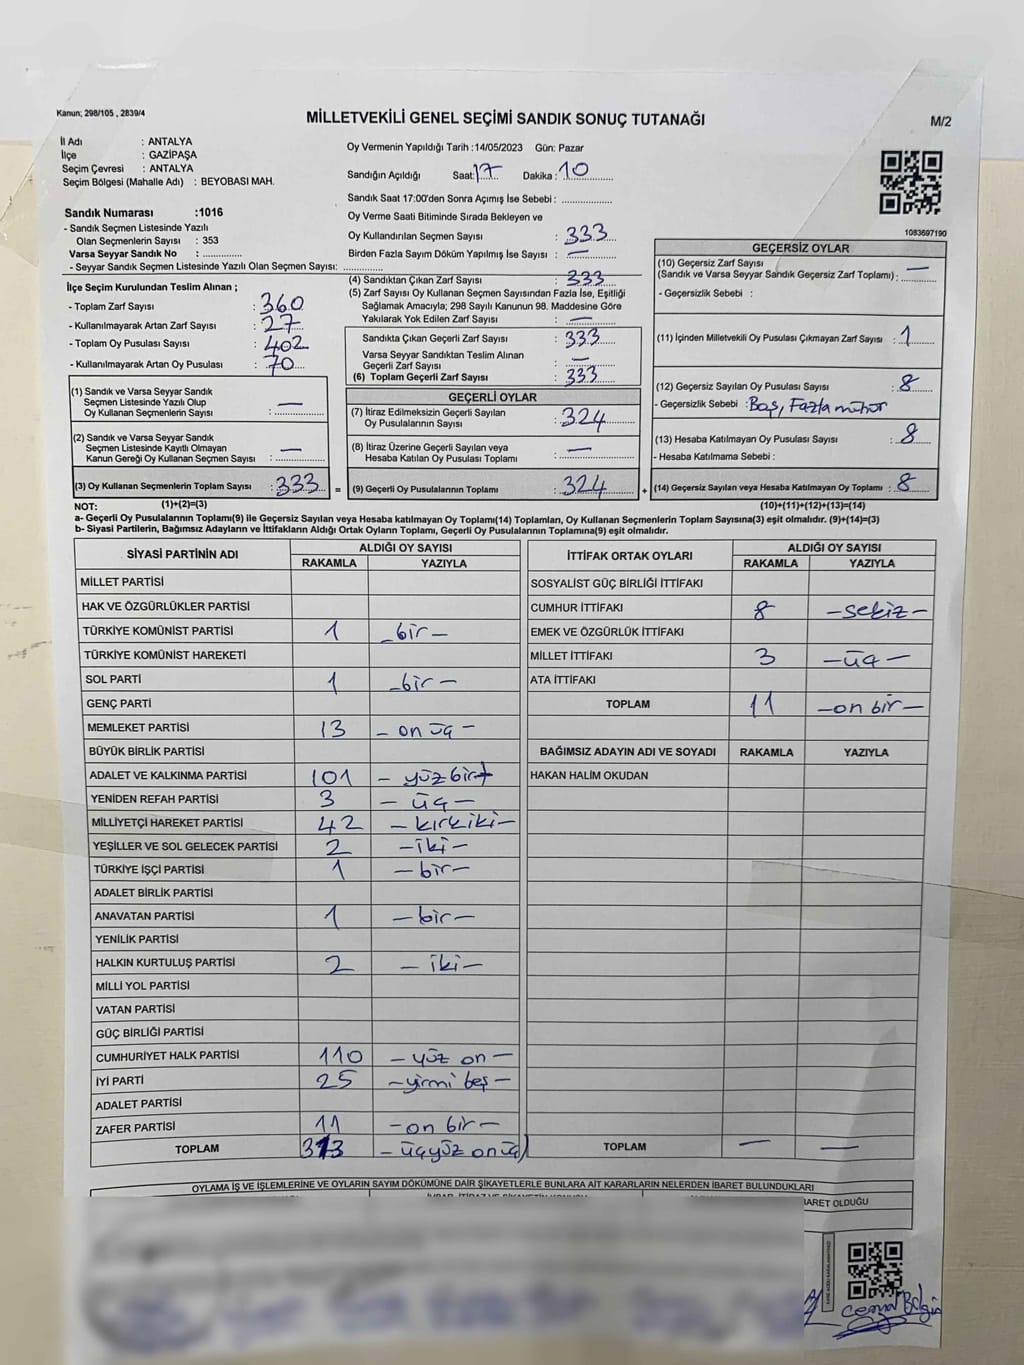 Kanun; 298/105 , 2839/4
MİLLETVEKİLİ GENEL SEÇİMİ SANDIK SONUÇ TUTANAĞI
M/2
İl Adı : ANTALYA
İlçe : GAZİPAŞA
Seçim Çevresi : ANTALYA
Seçim Bölgesi (Mahalle Adı) : BEYOBASI MAH.
Sandık Numarası :1016
- Sandık Seçmen Listesinde Yazılı
Olan Seçmenlerin Sayısı : 353
Varsa Seyyar Sandık No : ....................
- Seyyar Sandık Seçmen Listesinde Yazılı Olan Seçmen Sayısı: ....................
İlçe Seçim Kurulundan Teslim Alınan ;
- Toplam Zarf Sayısı : 360
- Kullanılmayarak Artan Zarf Sayısı : 27
- Toplam Oy Pusulası Sayısı : 402
- Kullanılmayarak Artan Oy Pusulası : 70
(1) Sandık ve Varsa Seyyar Sandık
Seçmen Listesinde Yazılı Olup
Oy Kullanan Seçmenlerin Sayısı : —
(2) Sandık ve Varsa Seyyar Sandık
Seçmen Listesinde Kayıtlı Olmayan
Kanun Gereği Oy Kullanan Seçmen Sayısı : —
(3) Oy Kullanan Seçmenlerin Toplam Sayısı : 333 =
(1)+(2)=(3)
Oy Vermenin Yapıldığı Tarih :14/05/2023 Gün: Pazar
Sandığın Açıldığı Saat: 17 Dakika : 10
Sandık Saat 17:00'den Sonra Açımış İse Sebebi : ....................
Oy Verme Saati Bitiminde Sırada Bekleyen ve
Oy Kullandırılan Seçmen Sayısı : 333
Birden Fazla Sayım Döküm Yapılmış İse Sayısı : —
(4) Sandıktan Çıkan Zarf Sayısı : 333
(5) Zarf Sayısı Oy Kullanan Seçmen Sayısından Fazla İse, Eşitliği
Sağlamak Amacıyla; 298 Sayılı Kanunun 98. Maddesine Göre
Yakılarak Yok Edilen Zarf Sayısı : —
Sandıkta Çıkan Geçerli Zarf Sayısı : 333
Varsa Seyyar Sandıktan Teslim Alınan
Geçerli Zarf Sayısı : —
(6) Toplam Geçerli Zarf Sayısı : 333
GEÇERLİ OYLAR
(7) İtiraz Edilmeksizin Geçerli Sayılan
Oy Pusulalarının Sayısı : 324
(8) İtiraz Üzerine Geçerli Sayılan veya
Hesaba Katılan Oy Pusulası Toplamı : —
(9) Geçerli Oy Pusulalarının Toplamı : 324 +
1083697190
GEÇERSİZ OYLAR
(10) Geçersiz Zarf Sayısı
(Sandık ve Varsa Seyyar Sandık Geçersiz Zarf Toplamı) : —
- Geçersizlik Sebebi :
(11) İçinden Milletvekili Oy Pusulası Çıkmayan Zarf Sayısı : 1
(12) Geçersiz Sayılan Oy Pusulası Sayısı : 8
- Geçersizlik Sebebi : Boş, Fazla mühür
(13) Hesaba Katılmayan Oy Pusulası Sayısı : 8
- Hesaba Katılmama Sebebi :
(14) Geçersiz Sayılan veya Hesaba Katılmayan Oy Toplamı : 8
(10)+(11)+(12)+(13)=(14)
NOT:
a- Geçerli Oy Pusulalarının Toplamı(9) ile Geçersiz Sayılan veya Hesaba katılmayan Oy Toplamı(14) Toplamları, Oy Kullanan Seçmenlerin Toplam Sayısına(3) eşit olmalıdır. (9)+(14)=(3)
b- Siyasi Partilerin, Bağımsız Adayların ve İttifakların Aldığı Ortak Oyların Toplamı, Geçerli Oy Pusulalarının Toplamına(9) eşit olmalıdır.
SİYASİ PARTİNİN ADI ALDIĞI OY SAYISI
RAKAMLA YAZIYLA
MİLLET PARTİSİ
HAK VE ÖZGÜRLÜKLER PARTİSİ
TÜRKİYE KOMÜNİST PARTİSİ 1 -bir-
TÜRKİYE KOMÜNİST HAREKETİ
SOL PARTİ 1 -bir-
GENÇ PARTİ
MEMLEKET PARTİSİ 13 -on üç-
BÜYÜK BİRLİK PARTİSİ
ADALET VE KALKINMA PARTİSİ 101 -yüzbir-
YENİDEN REFAH PARTİSİ 3 -üç-
MİLLİYETÇİ HAREKET PARTİSİ 42 -kırkiki-
YEŞİLLER VE SOL GELECEK PARTİSİ 2 -iki-
TÜRKİYE İŞÇİ PARTİSİ 1 -bir-
ADALET BİRLİK PARTİSİ
ANAVATAN PARTİSİ 1 -bir-
YENİLİK PARTİSİ
HALKIN KURTULUŞ PARTİSİ 2 -iki-
MİLLİ YOL PARTİSİ
VATAN PARTİSİ
GÜÇ BİRLİĞİ PARTİSİ
CUMHURİYET HALK PARTİSİ 110 -yüz on-
İYİ PARTİ 25 -yirmi beş-
ADALET PARTİSİ
ZAFER PARTİSİ 11 -on bir-
TOPLAM 313 -üçyüz onüç
İTTİFAK ORTAK OYLARI ALDIĞI OY SAYISI
RAKAMLA YAZIYLA
SOSYALİST GÜÇ BİRLİĞİ İTTİFAKI
CUMHUR İTTİFAKI 8 -sekiz-
EMEK VE ÖZGÜRLÜK İTTİFAKI
MİLLET İTTİFAKI 3 -üç-
ATA İTTİFAKI
TOPLAM 11 -on bir-
BAĞIMSIZ ADAYIN ADI VE SOYADI RAKAMLA YAZIYLA
HAKAN HALİM OKUDAN
TOPLAM — —
OYLAMA İŞ VE İŞLEMLERİNE VE OYLARIN SAYIM DÖKÜMÜNE DAİR ŞİKAYETLERLE BUNLARA AİT KARARLARIN NELERDEN İBARET BULUNDUKLARI
BARET OLDUĞU